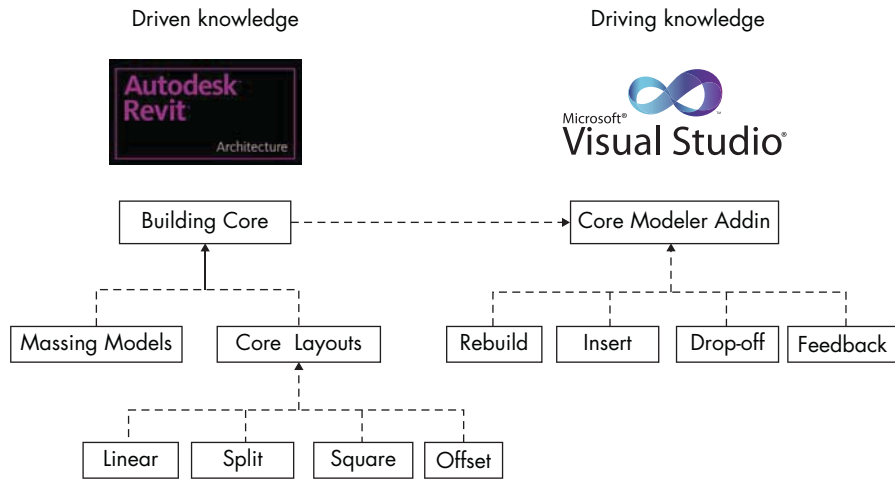 Driven knowledge
Driving knowledge
Autodesk
Revit
Architecture
Microsoft®
Visual Studio®
Building Core
Core Modeler Addin
Massing Models
Core Layouts
Rebuild
Insert
Drop-off
Feedback
Linear
Split
Square
Offset